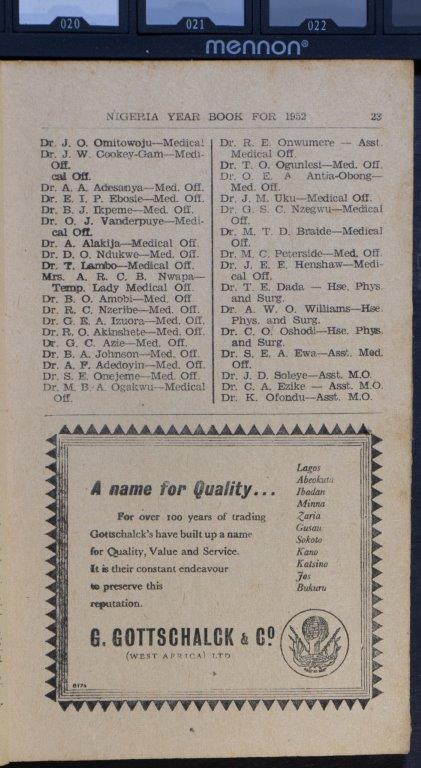 020
021
022
mennon®
NIGERIA YEAR BOOK FOR 1952 23
Dr. J. O. Omitowoju—Medical
Dr. J. W. Cookey-Gam—Medi-
Off.
cal Off.
Dr. A. A. Adesanya—Med. Off.
Dr. E. I. P. Ebosie—Med. Off.
Dr. B. J. Ikpeme—Med. Off.
Dr. O. J. Vanderpuye—Medi-
cal Off.
Dr. A. Alakija—Medical Off.
Dr. D. O. Ndukwe—Med. Off.
Dr. T. Lambo—Medical Off.
Mrs. A. R. C. B. Nwapa—
Temp. Lady Medical Off.
Dr. B. O. Amobi—Med. Off.
Dr. R. C. Nzeribe—Med. Off.
Dr. G. E. A. Izuora—Med. Off.
Dr. R. O. Akinshete—Med. Off.
Dr. G. C. Azie—Med. Off.
Dr. B. A. Johnson—Med. Off.
Dr. A. F. Adedoyin—Med. Off.
Dr. S. E. Onejeme—Med. Off.
Dr. M. B. A. Ogakwu—Medical
Off.
Dr. R. E. Onwumere — Asst.
Medical Off.
Dr. T. O. Ogunlesi—Med. Off.
Dr. O. E. A. Antia-Obong—
Med. Off.
Dr. J. M. Uku—Medical Off.
Dr. G. S. C. Nzegwu—Medical
Off.
Dr. M. T. D. Braide—Medical
Off.
Dr. M. C. Peterside—Med. Off.
Dr. J. E. E. Henshaw—Medi-
cal Off.
Dr. T. E. Dada — Hse. Phys.
and Surg.
Dr. A. W. O. Williams—Hse.
Phys. and Surg.
Dr. C. O. Oshodi—Hse. Phys.
and Surg.
Dr. S. E. A. Ewa—Asst. Med.
Off.
Dr. J. D. Soleye—Asst. M.O.
Dr. C. A. Ezike — Asst. M.O.
Dr. K. Ofondu—Asst. M.O.
A name for Quality...
For over 100 years of trading
Gottschalck's have built up a name
for Quality, Value and Service.
It is their constant endeavour
to preserve this
reputation.
Lagos
Abeokuta
Ibadan
Minna
Zaria
Gusau
Sokoto
Kano
Katsina
Jos
Bukuru
G. GOTTSCHALCK & CO
(WEST AFRICA) LTD